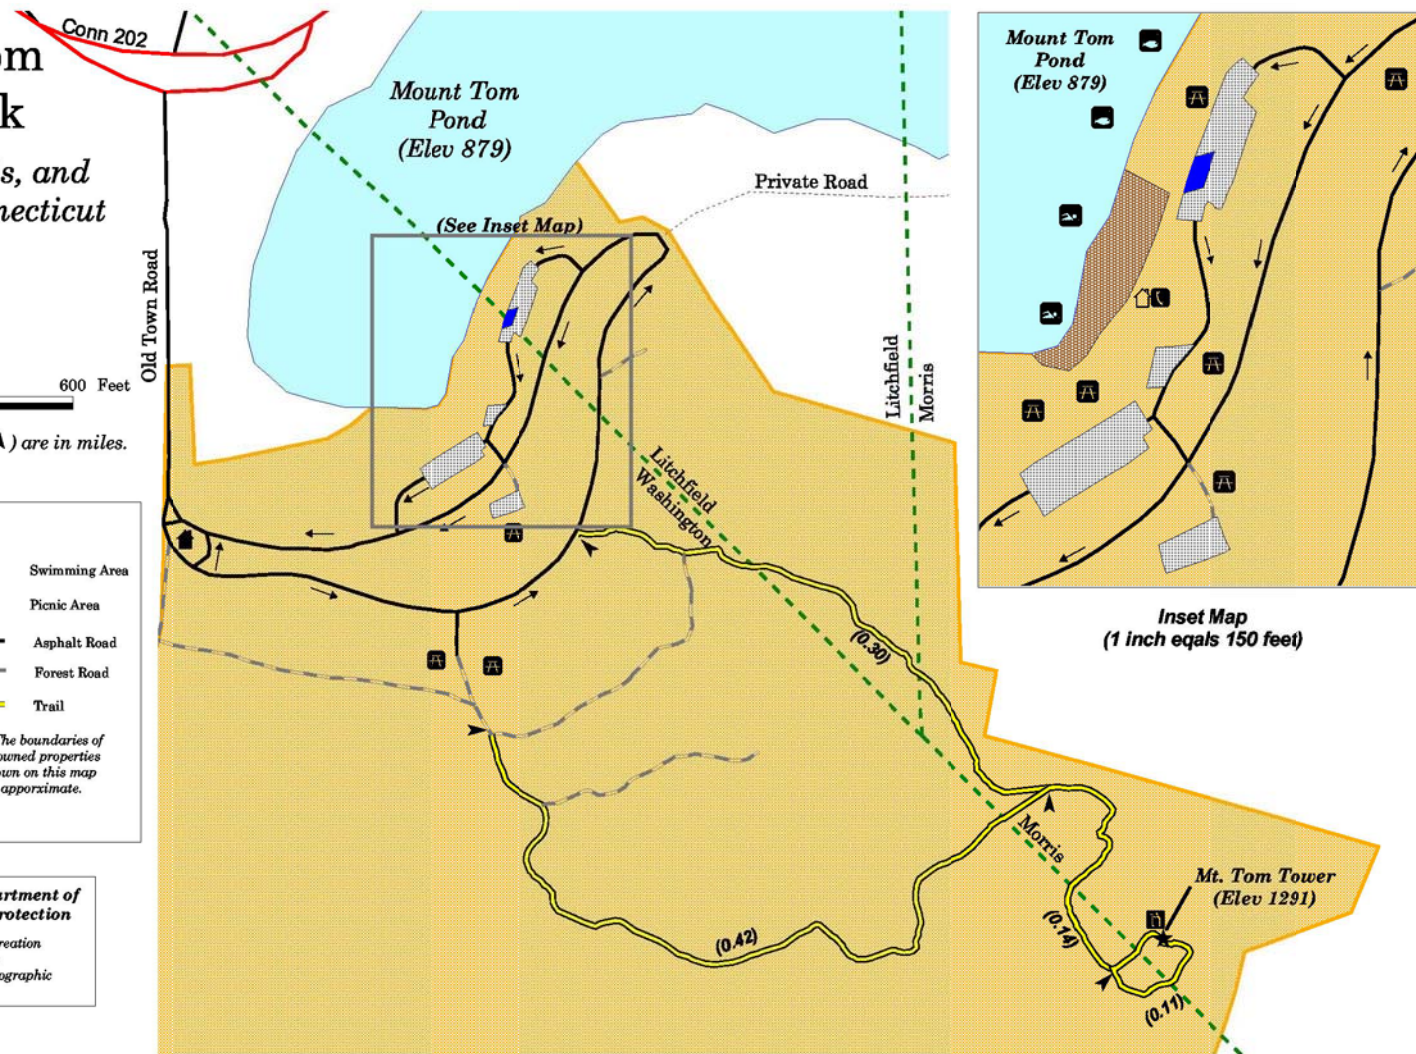 Conn 202
om
k
s, and
necticut
Old Town Road
600 Feet
) are in miles.
Swimming Area
Picnic Area
Asphalt Road
Forest Road
Trail
The boundaries of
owned properties
own on this map
apporximate.
artment of
rotection
reation
ographic
Mount Tom
Pond
(Elev 879)
(See Inset Map)
Private Road
Litchfield
Morris
Litchfield
Washington
(0.30)
Morris
(0.42)
(0.14)
(0.11)
Mt. Tom Tower
(Elev 1291)
Mount Tom
Pond
(Elev 879)
Inset Map
(1 inch eqals 150 feet)